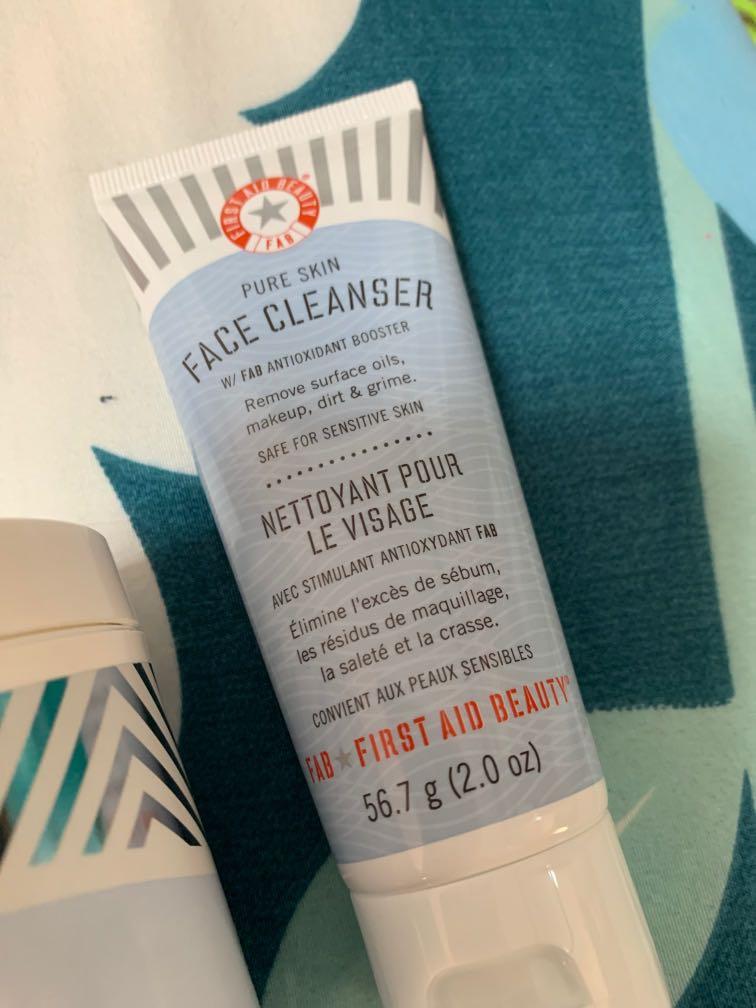 FIRST AID BEAUTY®
FAB
PURE SKIN
FACE CLEANSER
W/ FAB ANTIOXIDANT BOOSTER
Remove surface oils,
makeup, dirt & grime.
SAFE FOR SENSITIVE SKIN
NETTOYANT POUR
LE VISAGE
AVEC STIMULANT ANTIOXYDANT FAB
Élimine l'excès de sébum,
les résidus de maquillage,
la saleté et la crasse.
CONVIENT AUX PEAUX SENSIBLES
FAB FIRST AID BEAUTY®
56.7 g (2.0 oz)